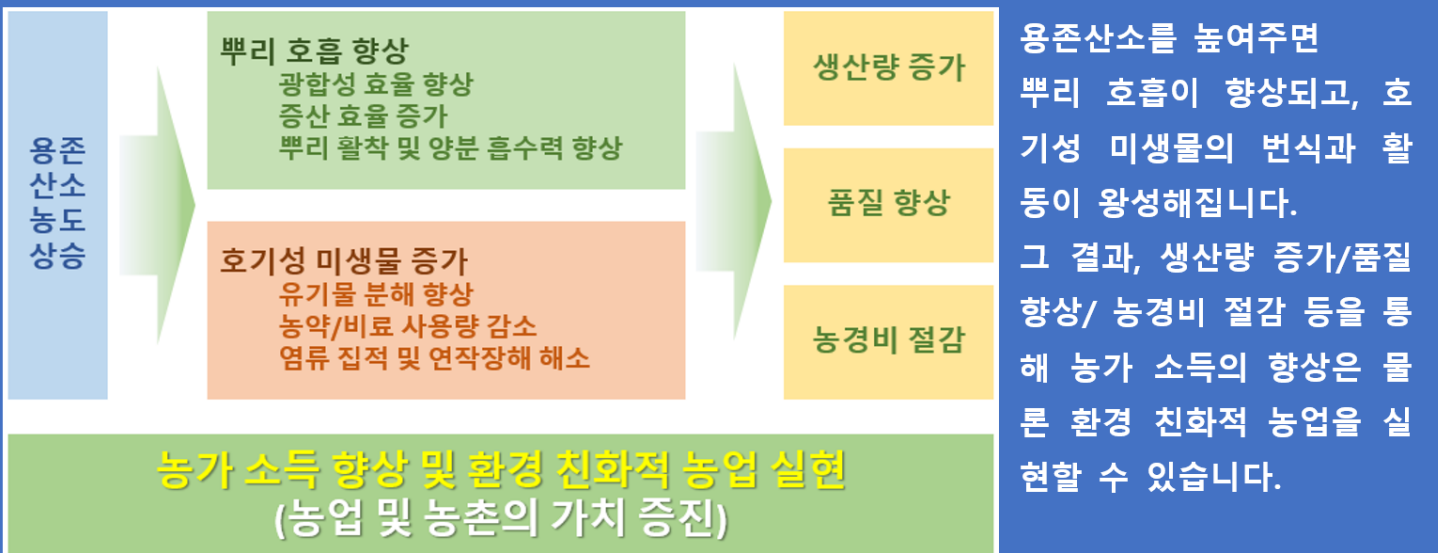 용존
산소
농도
상승
뿌리 호흡 향상
광합성 효율 향상
증산 효율 증가
뿌리 활착 및 양분 흡수력 향상
호기성 미생물 증가
유기물 분해 향상
농약/비료 사용량 감소
염류 집적 및 연작장해 해소
생산량 증가
품질 향상
농경비 절감
농가 소득 향상 및 환경 친화적 농업 실현
(농업 및 농촌의 가치 증진)
용존산소를 높여주면
뿌리 호흡이 향상되고, 호
기성 미생물의 번식과 활
동이 왕성해집니다.
그 결과, 생산량 증가/품질
향상/ 농경비 절감 등을 통
해 농가 소득의 향상은 물
론 환경 친화적 농업을 실
현할 수 있습니다.